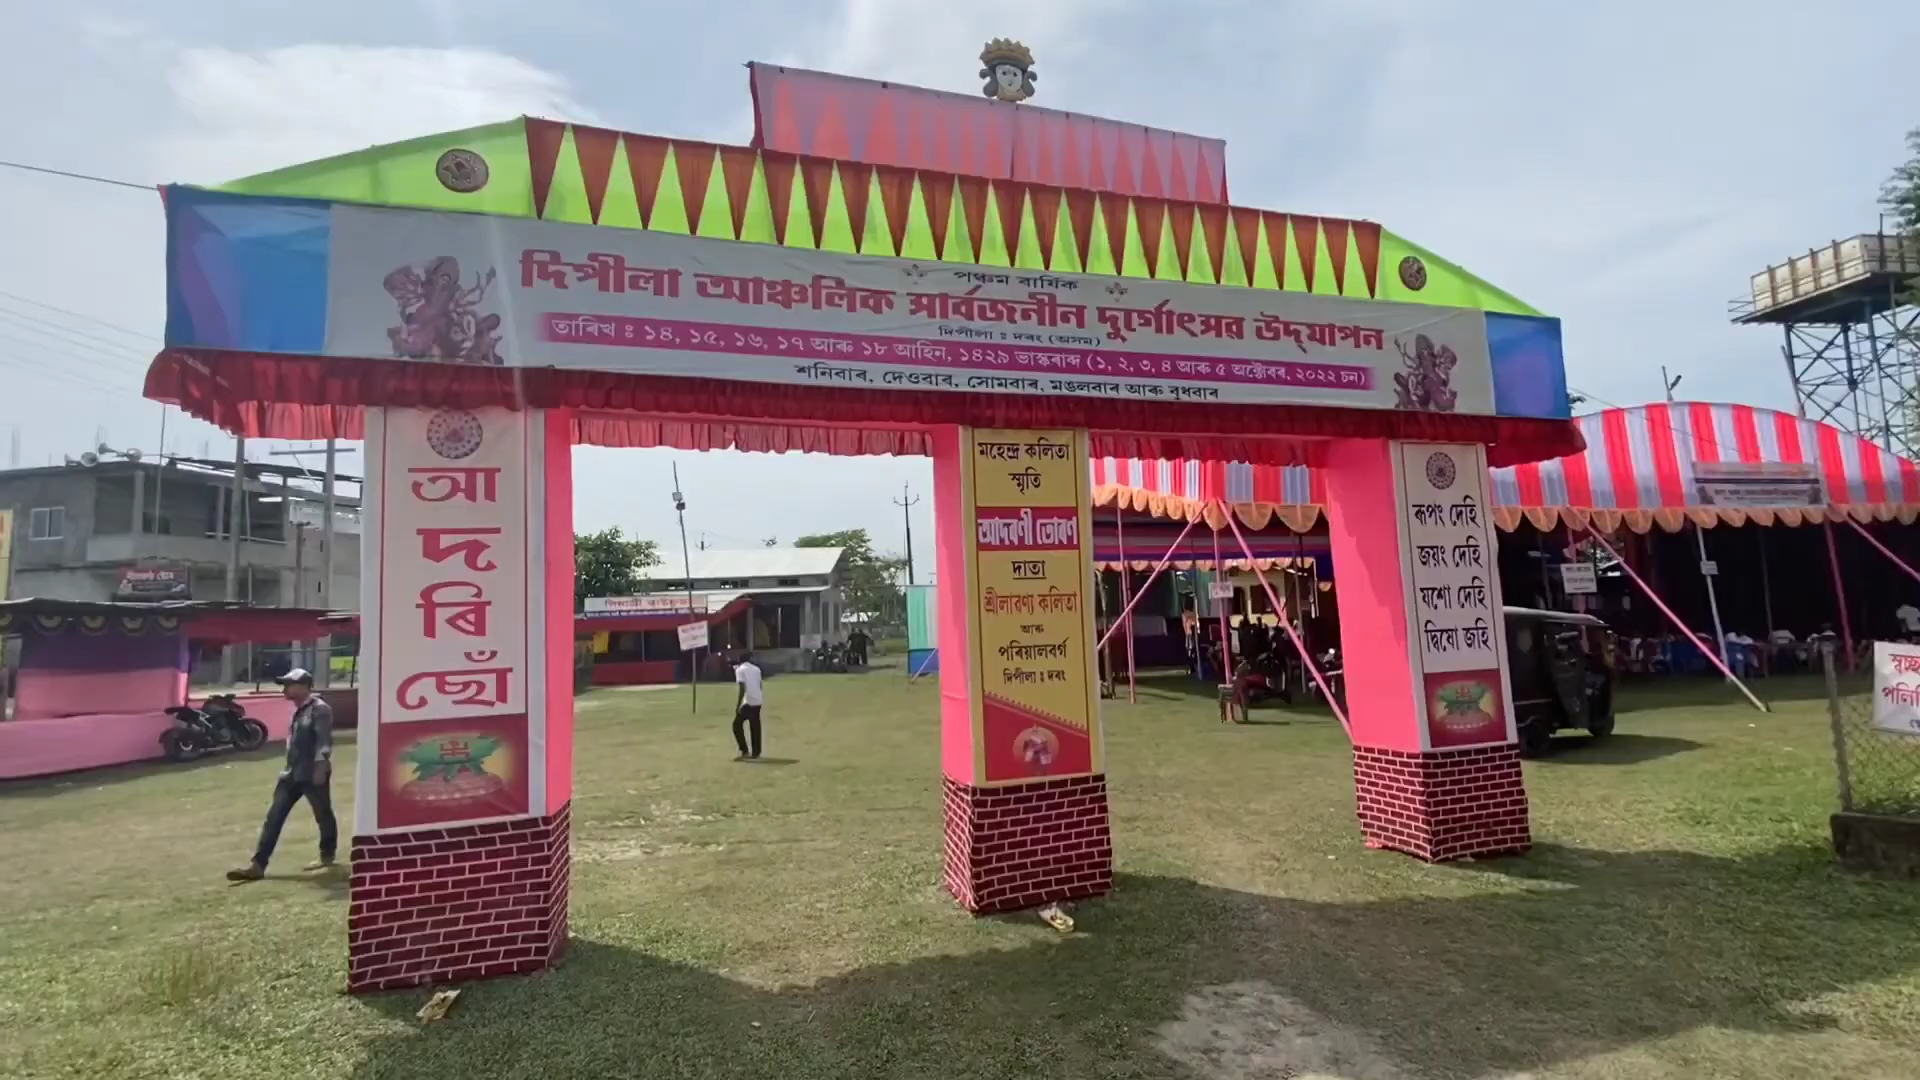 পঞ্চম বাৰ্ষিক
দিপীলা আঞ্চলিক সাৰ্বজনীন দুৰ্গোৎসৱ উদ্‌যাপন
দিপীলা ঃ দৰং (অসম)
তাৰিখ ঃ ১৪, ১৫, ১৬, ১৭ আৰু ১৮ আহিন, ১৪২৯ ভাস্কৰাব্দ (১, ২, ৩, ৪ আৰু ৫ অক্টোবৰ, ২০২২ চন)
শনিবাৰ, দেওবাৰ, সোমবাৰ, মঙলবাৰ আৰু বুধবাৰ
আ
দ
ৰি
ছোঁ
মহেন্দ্ৰ কলিতা
স্মৃতি
আদৰণী তোৰণ
দাতা
শ্ৰীলাৱণ্য কলিতা
আৰু
পৰিয়ালবৰ্গ
দিপীলা ঃ দৰং
ৰূপং দেহি
জয়ং দেহি
যশো দেহি
দ্বিষো জহি